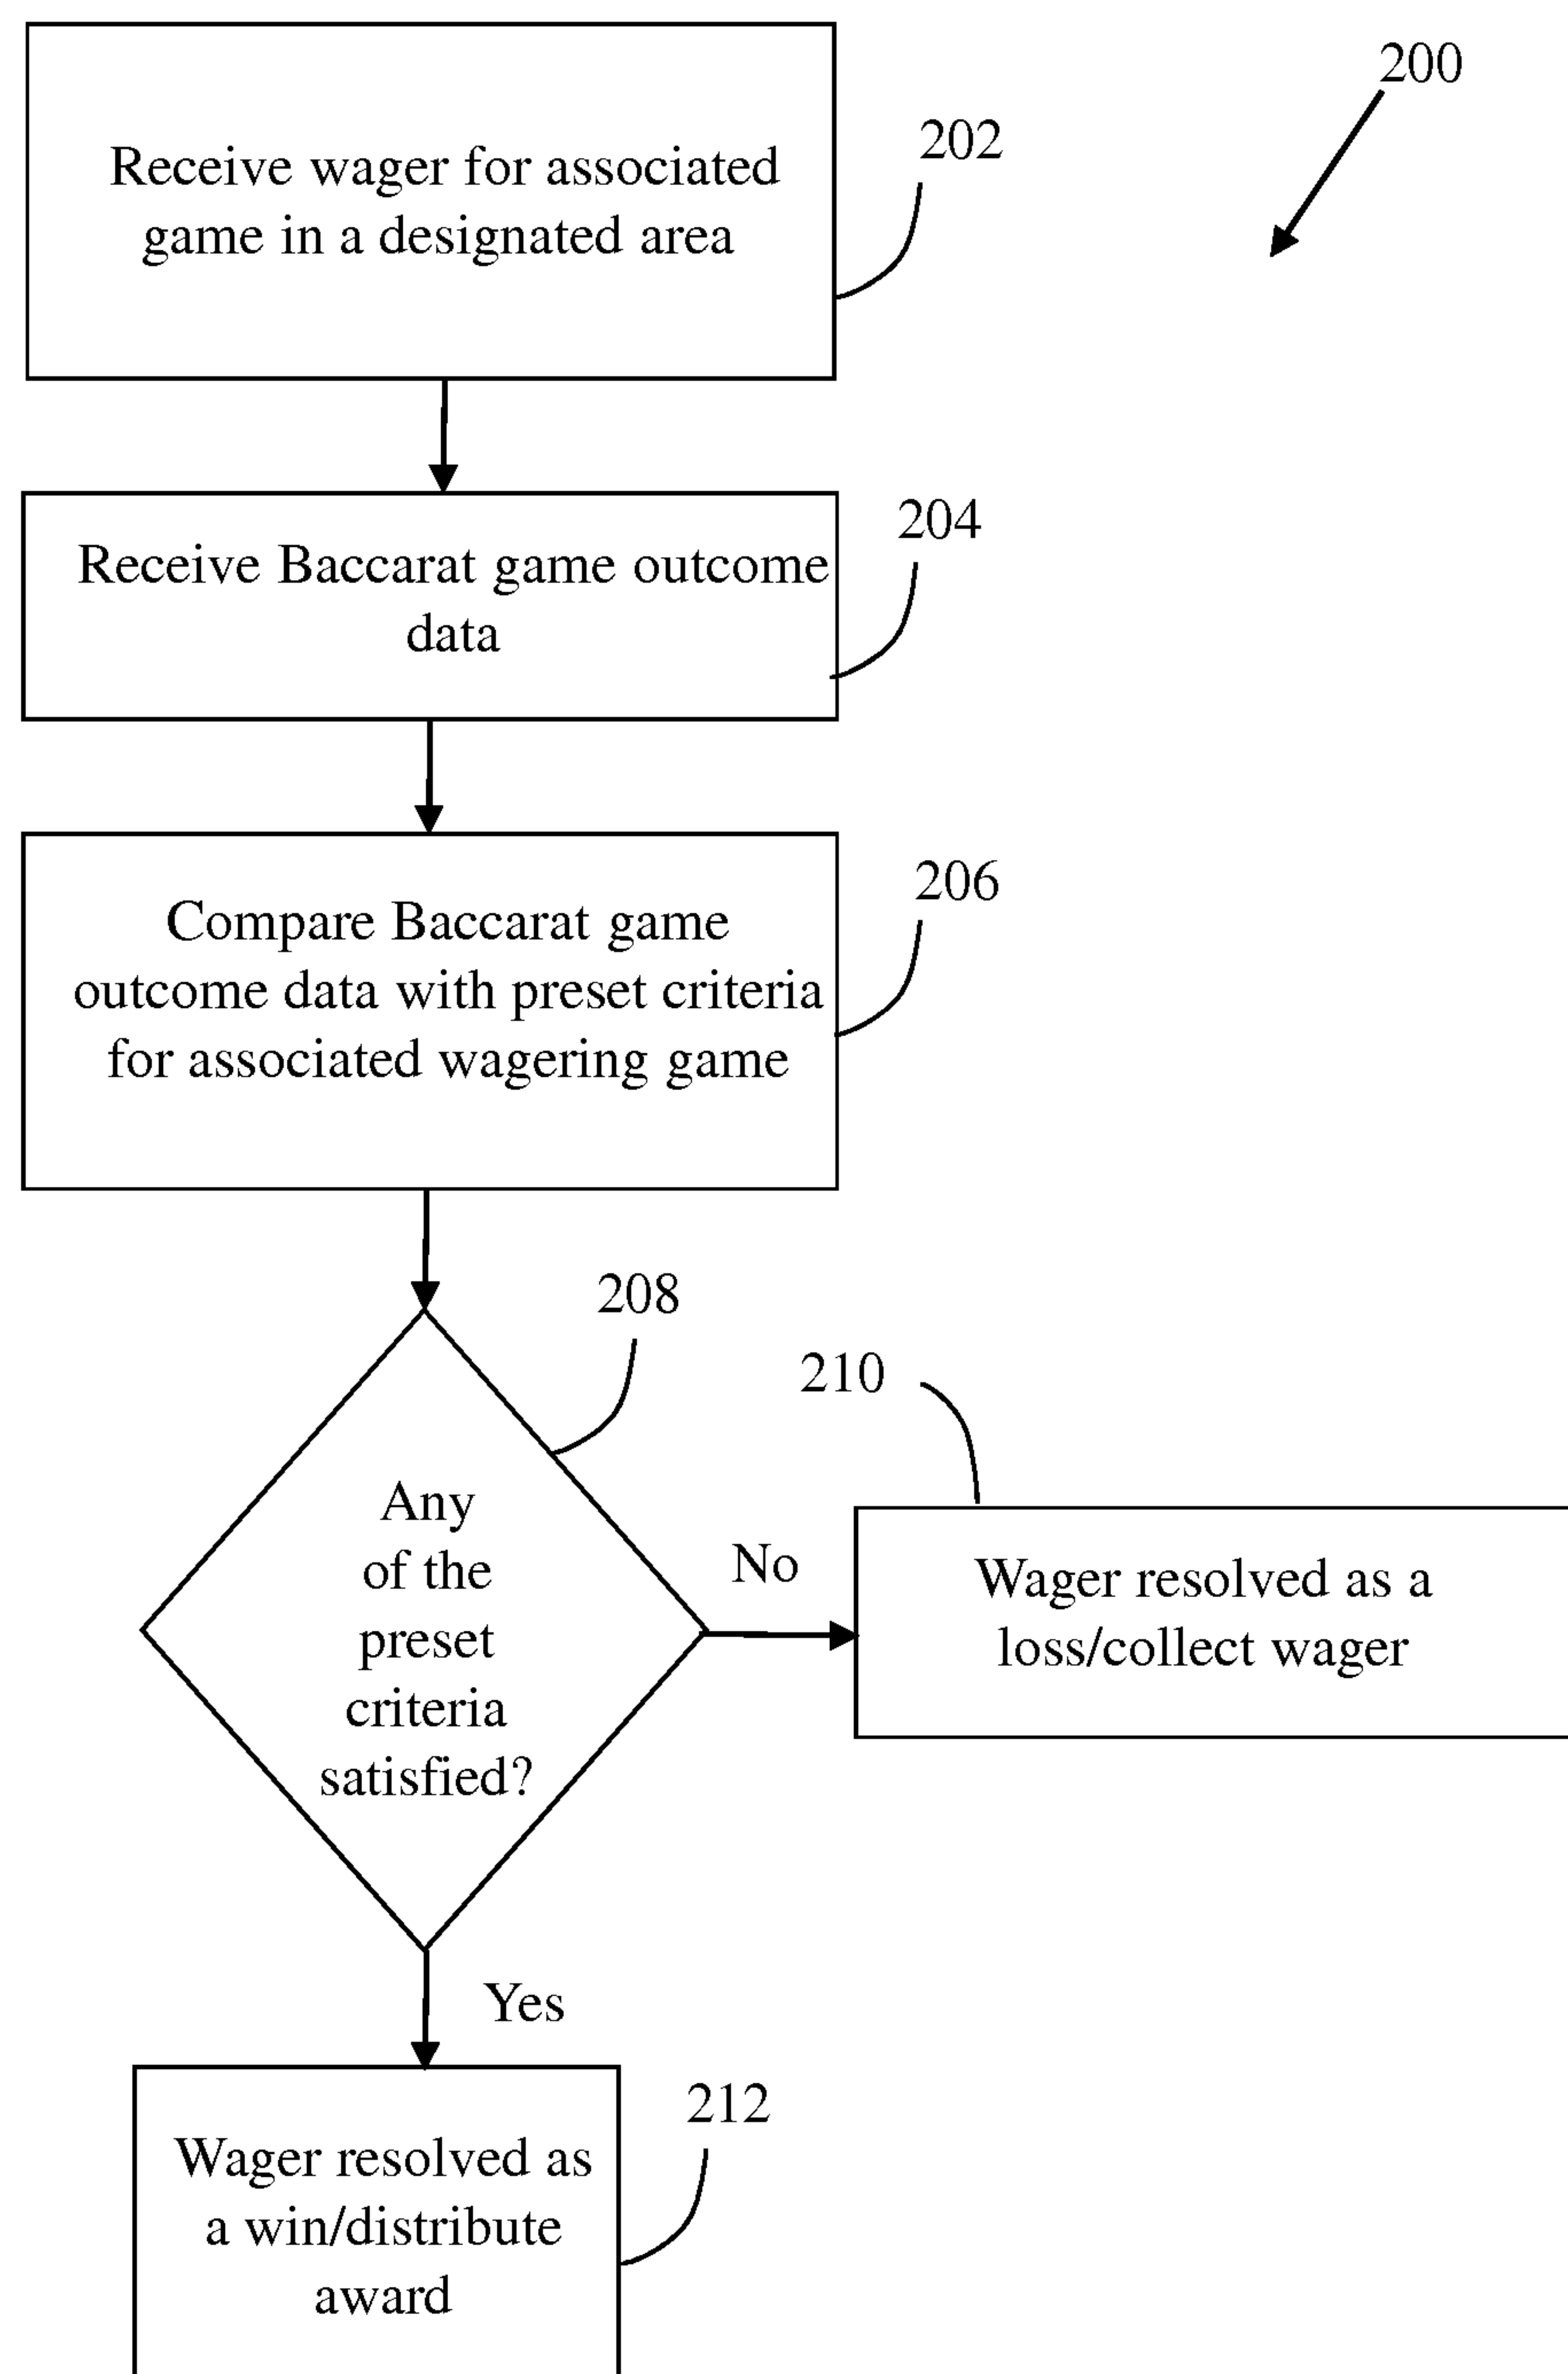 200
202
Receive wager for associated
game in a designated area
204
Receive Baccarat game outcome
data
206
Compare Baccarat game
outcome data with preset criteria
for associated wagering game
208
Any
of the
preset
criteria
satisfied?
210
No
Wager resolved as a
loss/collect wager
Yes
212
Wager resolved as
a win/distribute
award